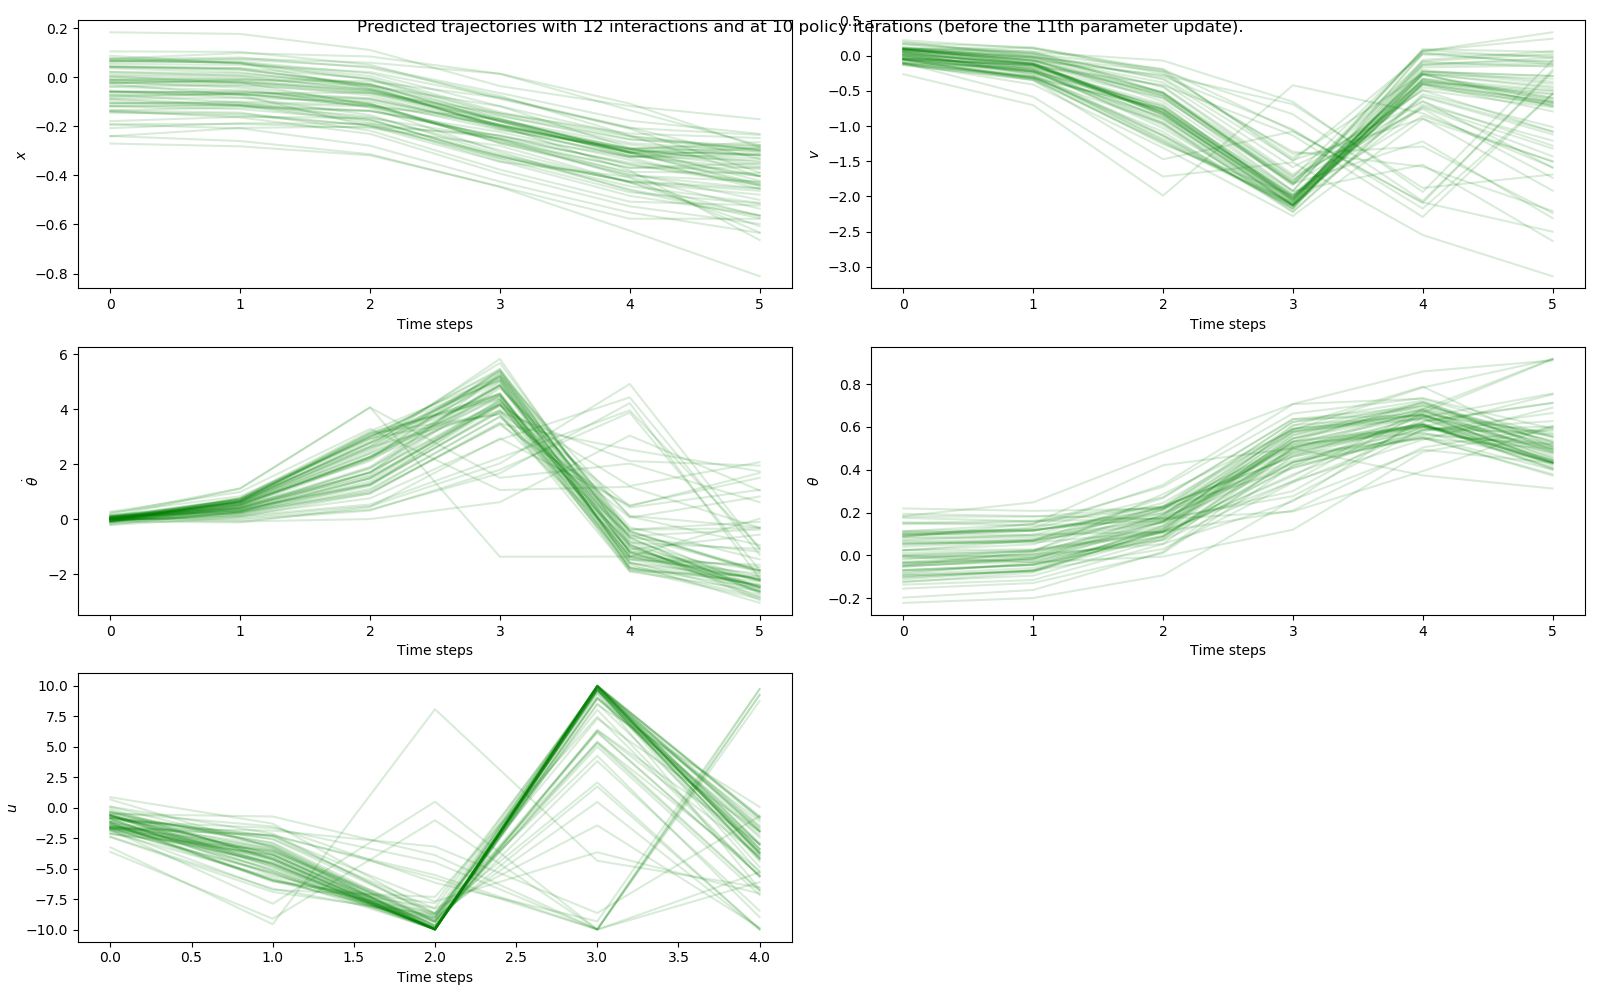 Predicted trajectories with 12 interactions and at 10 policy iterations (before the 11th parameter update).
0.2
0.0
−0.2
−0.4
−0.6
−0.8
x
0 1 2 3 4 5
Time steps
0.5
0.0
−0.5
−1.0
−1.5
−2.0
−2.5
−3.0
v
0 1 2 3 4 5
Time steps
6
4
2
0
−2
θ̇
0 1 2 3 4 5
Time steps
0.8
0.6
0.4
0.2
0.0
−0.2
θ
0 1 2 3 4 5
Time steps
10.0
7.5
5.0
2.5
0.0
−2.5
−5.0
−7.5
−10.0
u
0.0 0.5 1.0 1.5 2.0 2.5 3.0 3.5 4.0
Time steps